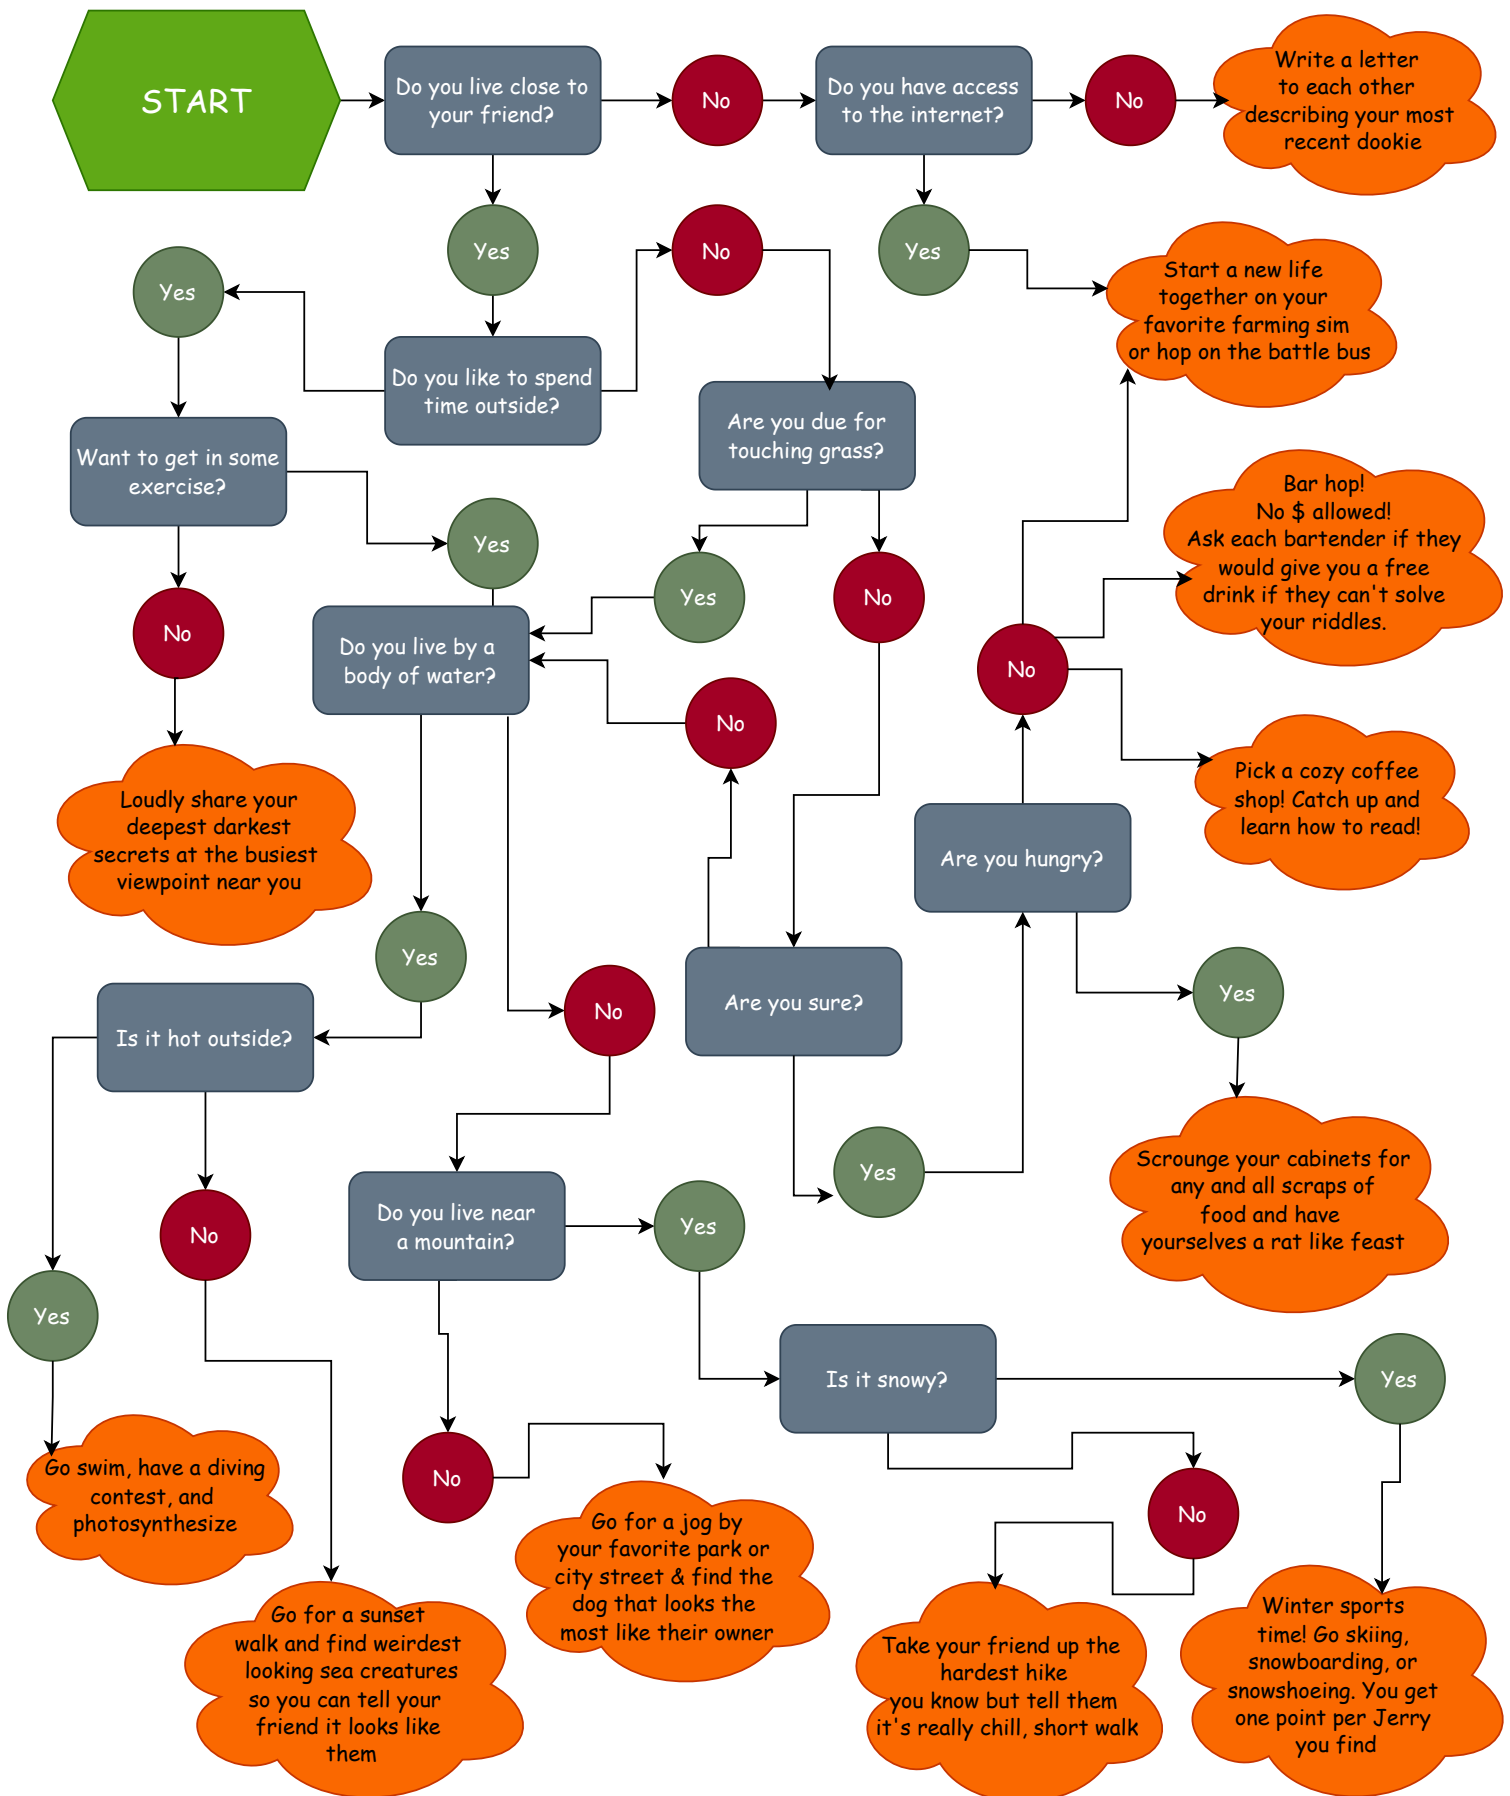 START
Do you live close to
your friend?
No
Do you have access
to the internet?
No
Write a letter
to each other
describing your most
recent dookie
Yes
No
Yes
Yes
Start a new life
together on your
favorite farming sim
or hop on the battle bus
Do you like to spend
time outside?
Are you due for
touching grass?
Want to get in some
exercise?
Yes
Yes
No
Bar hop!
No $ allowed!
Ask each bartender if they
would give you a free
drink if they can't solve
your riddles.
No
Do you live by a
body of water?
No
No
Pick a cozy coffee
shop! Catch up and
learn how to read!
Loudly share your
deepest darkest
secrets at the busiest
viewpoint near you
Are you hungry?
Yes
Yes
Is it hot outside?
No
Are you sure?
Yes
Scrounge your cabinets for
any and all scraps of
food and have
yourselves a rat like feast
No
Do you live near
a mountain?
Yes
Yes
Is it snowy?
Yes
No
No
Go swim, have a diving
contest, and
photosynthesize
Go for a jog by
your favorite park or
city street & find the
dog that looks the
most like their owner
Go for a sunset
walk and find weirdest
looking sea creatures
so you can tell your
friend it looks like
them
Take your friend up the
hardest hike
you know but tell them
it's really chill, short walk
Winter sports
time! Go skiing,
snowboarding, or
snowshoeing. You get
one point per Jerry
you find